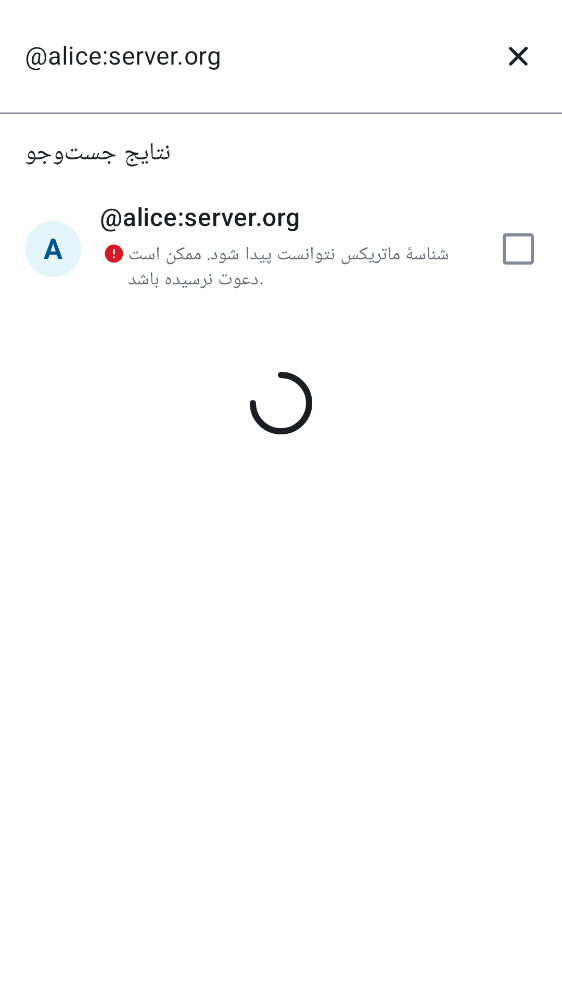 @alice:server.org
نتایج جست‌وجو
@alice:server.org
A
شناسهٔ ماتریکس نتوانست پیدا شود. ممکن است
دعوت نرسیده باشد.